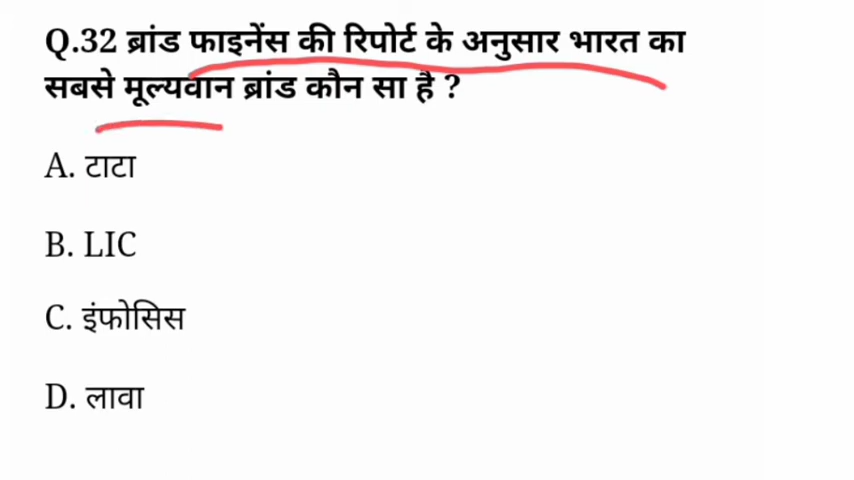 Q.32 ब्रांड फाइनेंस की रिपोर्ट के अनुसार भारत का
सबसे मूल्यवान ब्रांड कौन सा है ?
A. टाटा
B. LIC
C. इंफोसिस
D. लावा